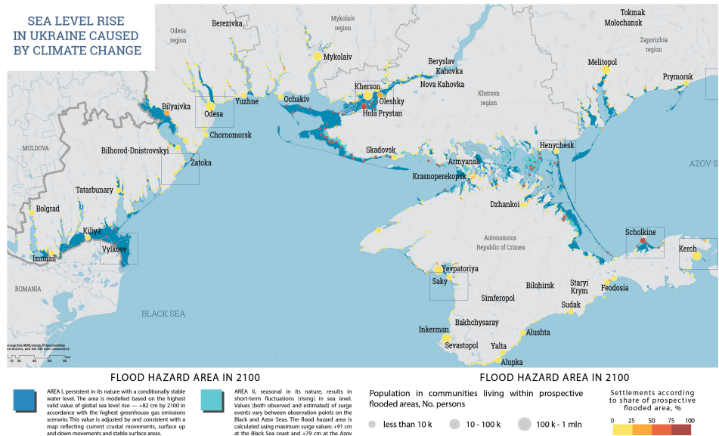 SEA LEVEL RISE
IN UKRAINE CAUSED
BY CLIMATE CHANGE
Odesa
region
Berezivka
Mykolaiv
region
Tokmak
Molochansk
Zaporizhia
region
Mykolaiv
Beryslav
Kahovka
Nova Kahovka
Melitopol
Prymorsk
Kherson
Oleshky
Hola Prystan
Kherson
region
Bilyaivka
Odesa
Yuzhne
Ochakiv
Chornomorsk
MOLDOVA
Bilhorod-Dnistrovskyi
Zatoka
Skadovsk
Armyansk
Henychesk
AZOV S
Krasnoperekopsk
Tatarbunary
Dzhankoi
Bolgrad
Kiliya
Vylkove
Izmail
Autonomous
Republic of Crimea
Scholkine
Kerch
Yevpatoriya
Saky
ROMANIA
Bilohirsk
Staryi
Krym
Feodosia
BLACK SEA
Simferopol
Sudak
Bakhchysaray
Inkerman
Sevastopol
Alushta
Yalta
Alupka
FLOOD HAZARD AREA IN 2100
FLOOD HAZARD AREA IN 2100
AREA I, persistent in its nature with a conditionally stable
water level. The area is modelled based on the highest
valid value of global sea level rise — +82 cm by 2100 in
accordance with the highest greenhouse gas emissions
scenario. This value is adjusted by and consistent with a
map reflecting current crustal movements, surface up
and down movements and stable surface areas.
AREA II, seasonal in its nature, results in
short-term fluctuations (rising) in sea level.
Values (both observed and estimated) of surge
events vary between observation points on the
Black and Azov Seas. The flood hazard area is
calculated using maximum surge values: +91 cm
at the Black Sea coast and +79 cm at the Azov
Population in communities living within prospective
flooded areas, No. persons
less than 10 k
10 - 100 k
100 k - 1 mln
Settlements according
to share of prospective
flooded area, %
0 25 50 75 100